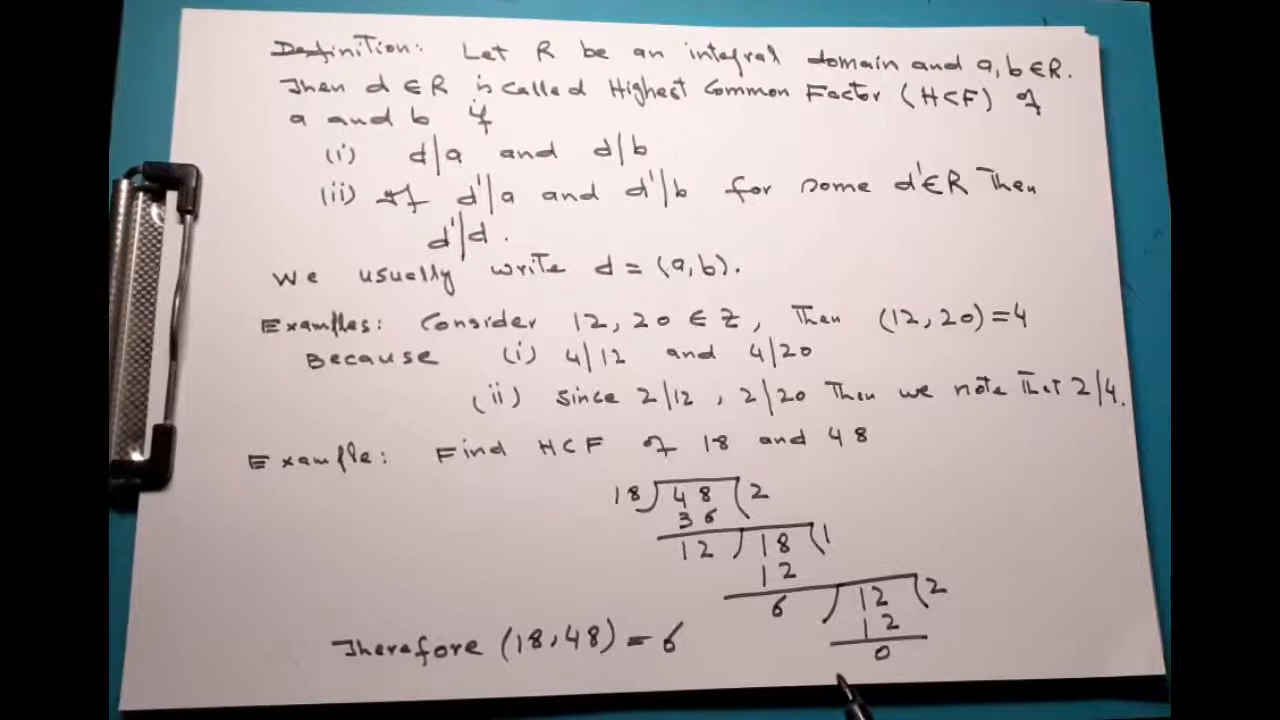 Definition: Let R be an integral domain and a, b ∈ R.
Then d ∈ R is called Highest Common Factor (HCF) of
a and b if
(i) d|a and d|b
(ii) If d'|a and d'|b for some d' ∈ R Then
d'|d.
We usually write d = (a, b).
Examples: Consider 12, 20 ∈ Z, Then (12, 20) = 4
Because (i) 4|12 and 4|20
(ii) since 2|12, 2|20 Then we note That 2|4.
Example: Find HCF of 18 and 48
18 ) 48 ( 2
36
12 ) 18 ( 1
12
6 ) 12 ( 2
12
0
Therefore (18, 48) = 6